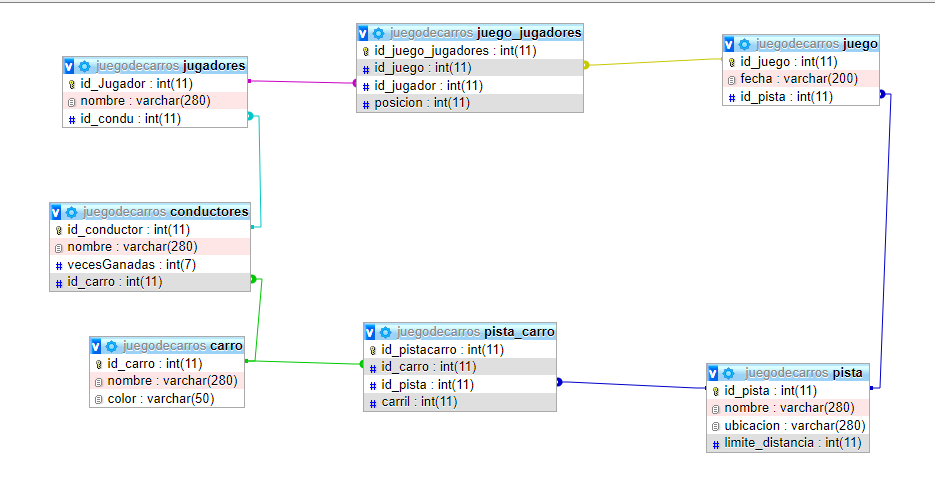 juegodecarros jugadores
id_Jugador : int(11)
nombre : varchar(280)
# id_condu : int(11)
juegodecarros juego_jugadores
id_juego_jugadores : int(11)
# id_juego : int(11)
# id_jugador : int(11)
# posicion : int(11)
juegodecarros juego
id_juego : int(11)
fecha : varchar(200)
# id_pista : int(11)
juegodecarros conductores
id_conductor : int(11)
nombre : varchar(280)
# vecesGanadas : int(7)
# id_carro : int(11)
juegodecarros carro
id_carro : int(11)
nombre : varchar(280)
color : varchar(50)
juegodecarros pista_carro
id_pistacarro : int(11)
# id_carro : int(11)
# id_pista : int(11)
# carril : int(11)
juegodecarros pista
id_pista : int(11)
nombre : varchar(280)
ubicacion : varchar(280)
# limite_distancia : int(11)